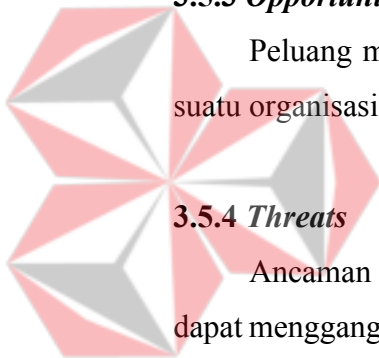 3.5.3 Opportuni
Peluang m
suatu organisasi
3.5.4 Threats
Ancaman
dapat menggang